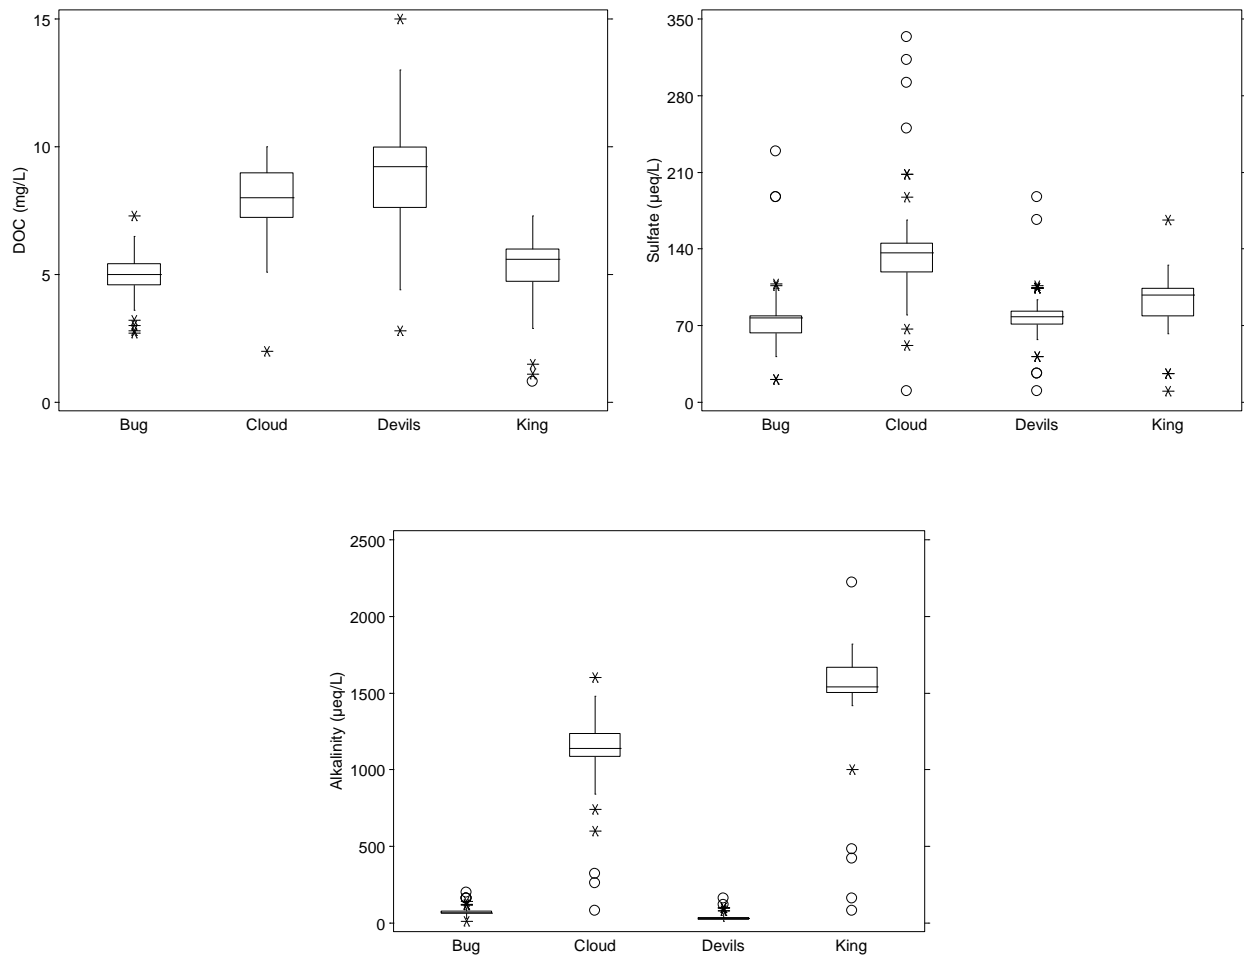 DOC (mg/L)
15
10
5
0
Bug Cloud Devils King
Sulfate (µeq/L)
350
280
210
140
70
0
Bug Cloud Devils King
Alkalinity (µeq/L)
2500
2000
1500
1000
500
0
Bug Cloud Devils King